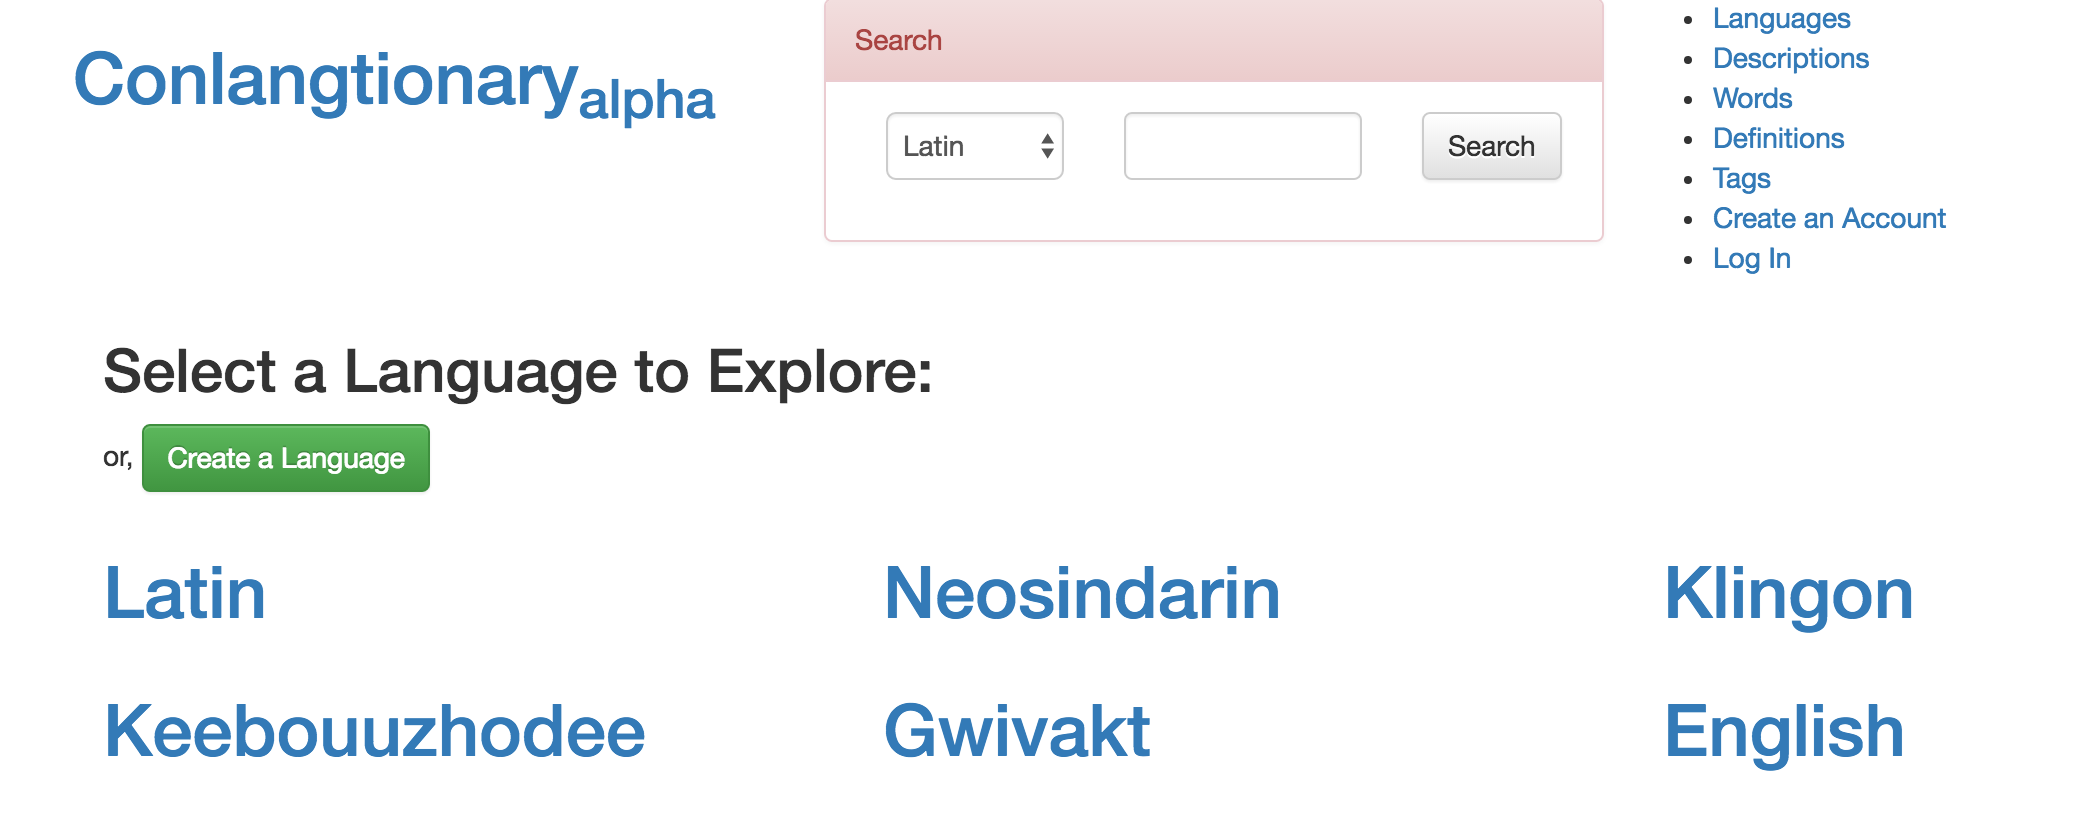 Conlangtionary alpha
Search
Latin
Search
Languages
Descriptions
Words
Definitions
Tags
Create an Account
Log In
Select a Language to Explore:
or, Create a Language
Latin Neosindarin Klingon
Keebouuzhodee Gwivakt English